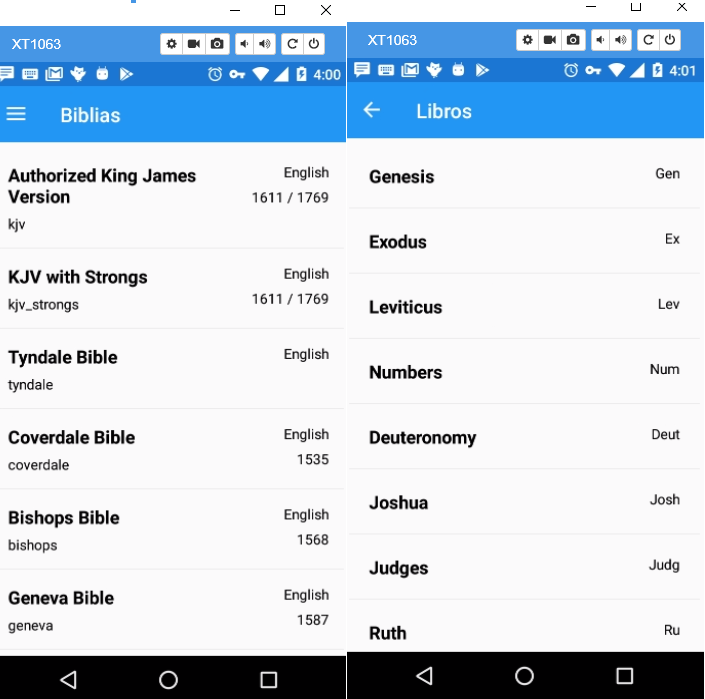 XT1063
4:00
Biblias
Authorized King James
Version
kjv
English
1611 / 1769
KJV with Strongs
kjv_strongs
English
1611 / 1769
Tyndale Bible
tyndale
English
Coverdale Bible
coverdale
English
1535
Bishops Bible
bishops
English
1568
Geneva Bible
geneva
English
1587
XT1063
4:01
Libros
Genesis Gen
Exodus Ex
Leviticus Lev
Numbers Num
Deuteronomy Deut
Joshua Josh
Judges Judg
Ruth Ru